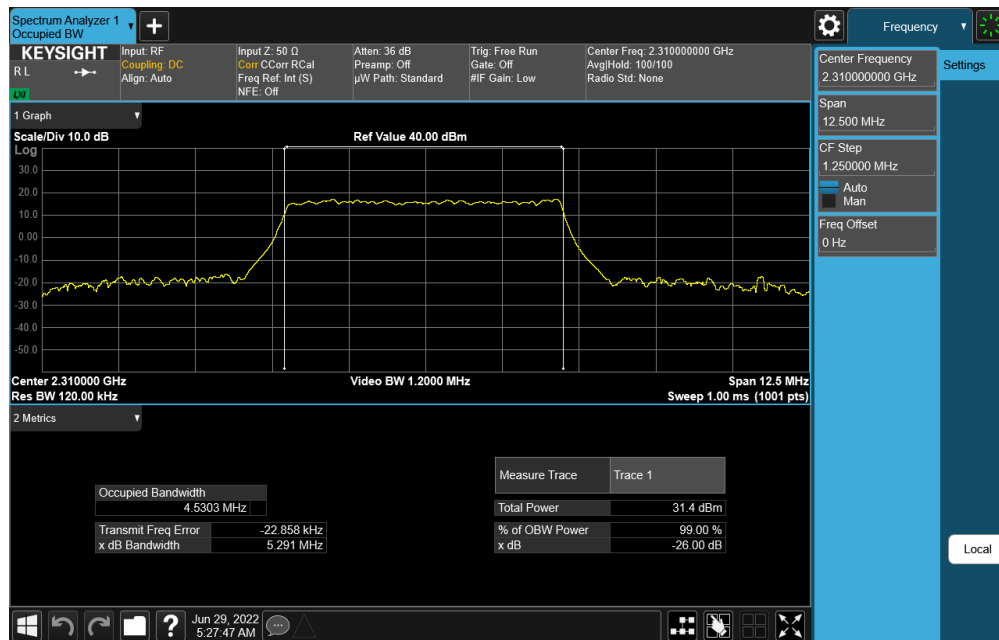 Spectrum Analyzer 1
Occupied BW
Frequency
KEYSIGHT
R L
LXI
Input: RF
Coupling: DC
Align: Auto
Input Z: 50 Ω
Corr CCorr RCal
Freq Ref: Int (S)
NFE: Off
Atten: 36 dB
Preamp: Off
µW Path: Standard
Trig: Free Run
Gate: Off
#IF Gain: Low
Center Freq: 2.310000000 GHz
Avg|Hold: 100/100
Radio Std: None
Center Frequency
2.310000000 GHz
Settings
Span
12.500 MHz
CF Step
1.250000 MHz
Auto
Man
Freq Offset
0 Hz
Local
1 Graph
Scale/Div 10.0 dB
Ref Value 40.00 dBm
Log
30.0
20.0
10.0
0.00
-10.0
-20.0
-30.0
-40.0
-50.0
Center 2.310000 GHz
Video BW 1.2000 MHz
Span 12.5 MHz
Res BW 120.00 kHz
Sweep 1.00 ms (1001 pts)
2 Metrics
Measure Trace Trace 1
Occupied Bandwidth
4.5303 MHz
Total Power 31.4 dBm
Transmit Freq Error -22.858 kHz
% of OBW Power 99.00 %
x dB Bandwidth 5.291 MHz
x dB -26.00 dB
?
Jun 29, 2022
5:27:47 AM